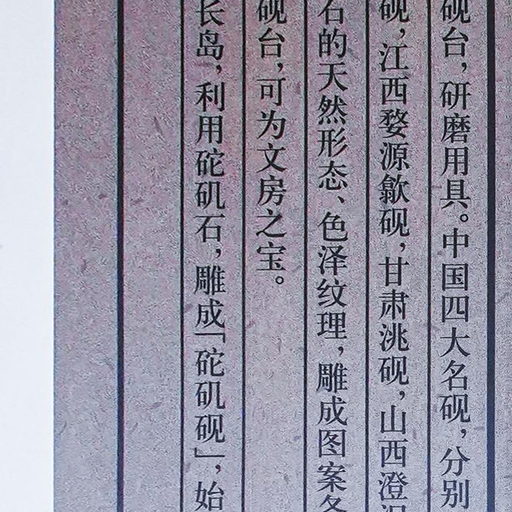 砚台，研磨用具。中国四大名砚，分别
砚，江西婺源歙砚，甘肃洮砚，山西澄泥
石的天然形态、色泽纹理，雕成图案各
砚台，可为文房之宝。
长岛，利用砣矶石，雕成「砣矶砚」，始